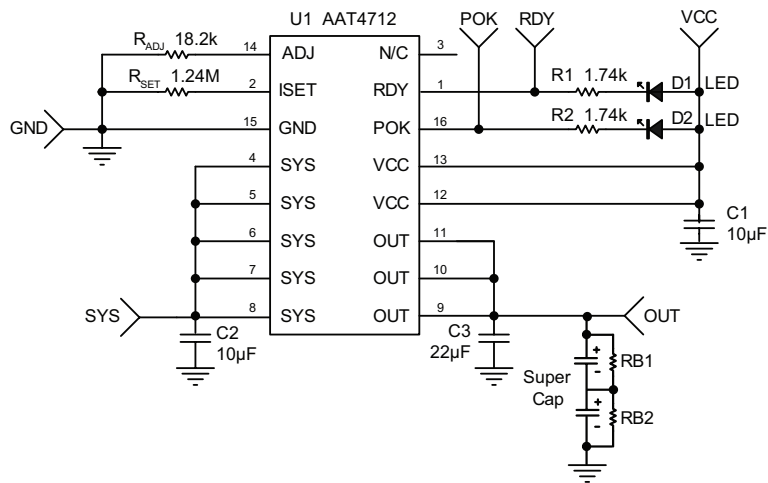 U1 AAT4712
POK RDY VCC
R_ADJ 18.2k 14 ADJ N/C 3
R_SET 1.24M 2 ISET RDY 1 R1 1.74k D1 LED
GND 15 GND POK 16 R2 1.74k D2 LED
4 SYS VCC 13
5 SYS VCC 12
C1
10µF
6 SYS OUT 11
7 SYS OUT 10
SYS 8 SYS OUT 9 OUT
C2
10µF
C3
22µF
Super
Cap
+
-
RB1
+
-
RB2